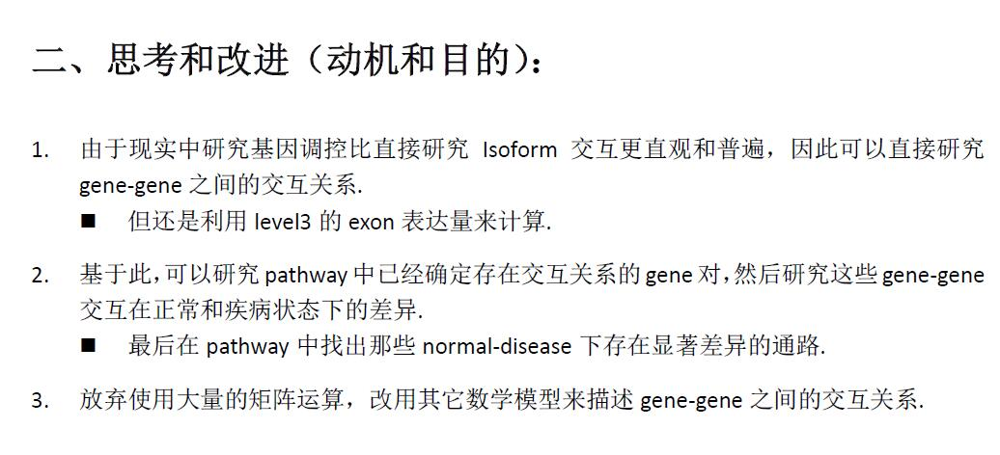 二、思考和改进（动机和目的）：
1. 由于现实中研究基因调控比直接研究 Isoform 交互更直观和普遍，因此可以直接研究
gene-gene 之间的交互关系.
■ 但还是利用 level3 的 exon 表达量来计算.
2. 基于此，可以研究 pathway 中已经确定存在交互关系的 gene 对，然后研究这些 gene-gene
交互在正常和疾病状态下的差异.
■ 最后在 pathway 中找出那些 normal-disease 下存在显著差异的通路.
3. 放弃使用大量的矩阵运算，改用其它数学模型来描述 gene-gene 之间的交互关系.